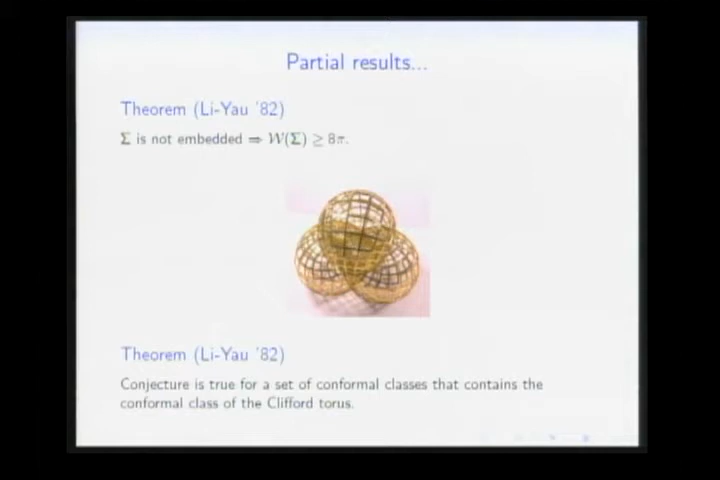 Partial results...
Theorem (Li-Yau '82)
Σ is not embedded ⇒ W(Σ) ≥ 8π.
Theorem (Li-Yau '82)
Conjecture is true for a set of conformal classes that contains the
conformal class of the Clifford torus.